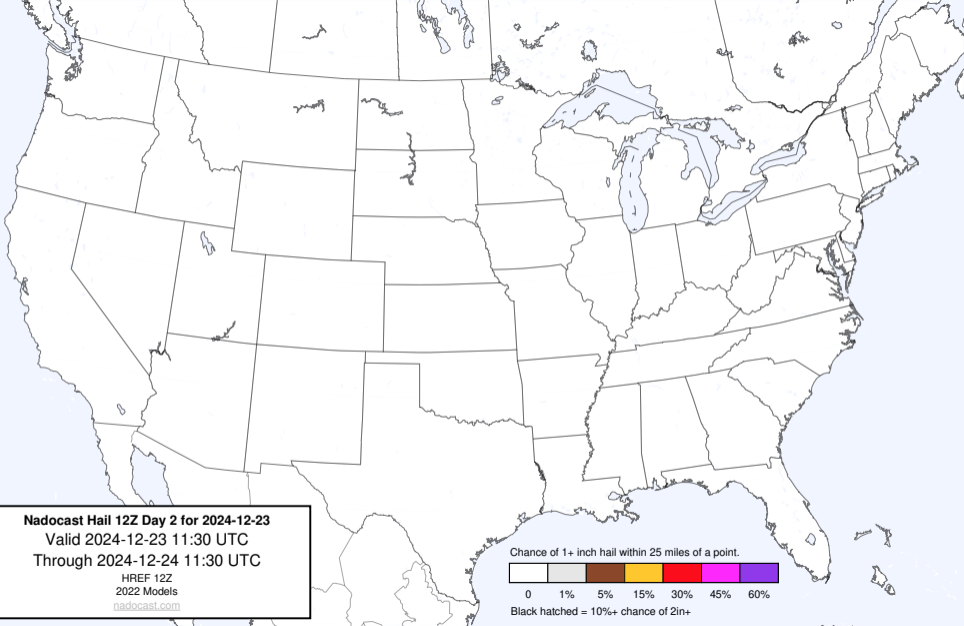 Nadocast Hail 12Z Day 2 for 2024-12-23
Valid 2024-12-23 11:30 UTC
Through 2024-12-24 11:30 UTC
HREF 12Z
2022 Models
nadocast.com
Chance of 1+ inch hail within 25 miles of a point.
0 1% 5% 15% 30% 45% 60%
Black hatched = 10%+ chance of 2in+